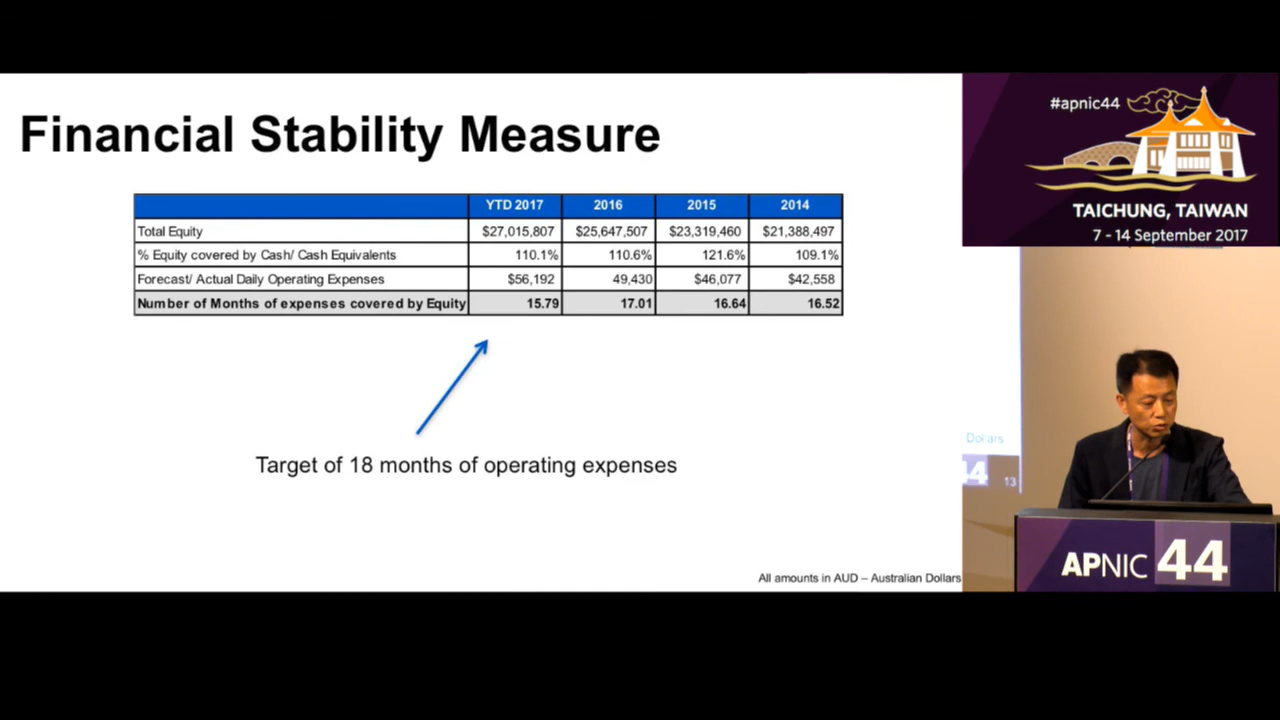 Financial Stability Measure
YTD 2017 2016 2015 2014
Total Equity $27,015,807 $25,647,507 $23,319,460 $21,388,497
% Equity covered by Cash/ Cash Equivalents 110.1% 110.6% 121.6% 109.1%
Forecast/ Actual Daily Operating Expenses $56,192 49,430 $46,077 $42,558
Number of Months of expenses covered by Equity 15.79 17.01 16.64 16.52
Target of 18 months of operating expenses
All amounts in AUD – Australian Dollars
#apnic44
TAICHUNG, TAIWAN
7 - 14 September 2017
Dollars
44 13
APNIC 44